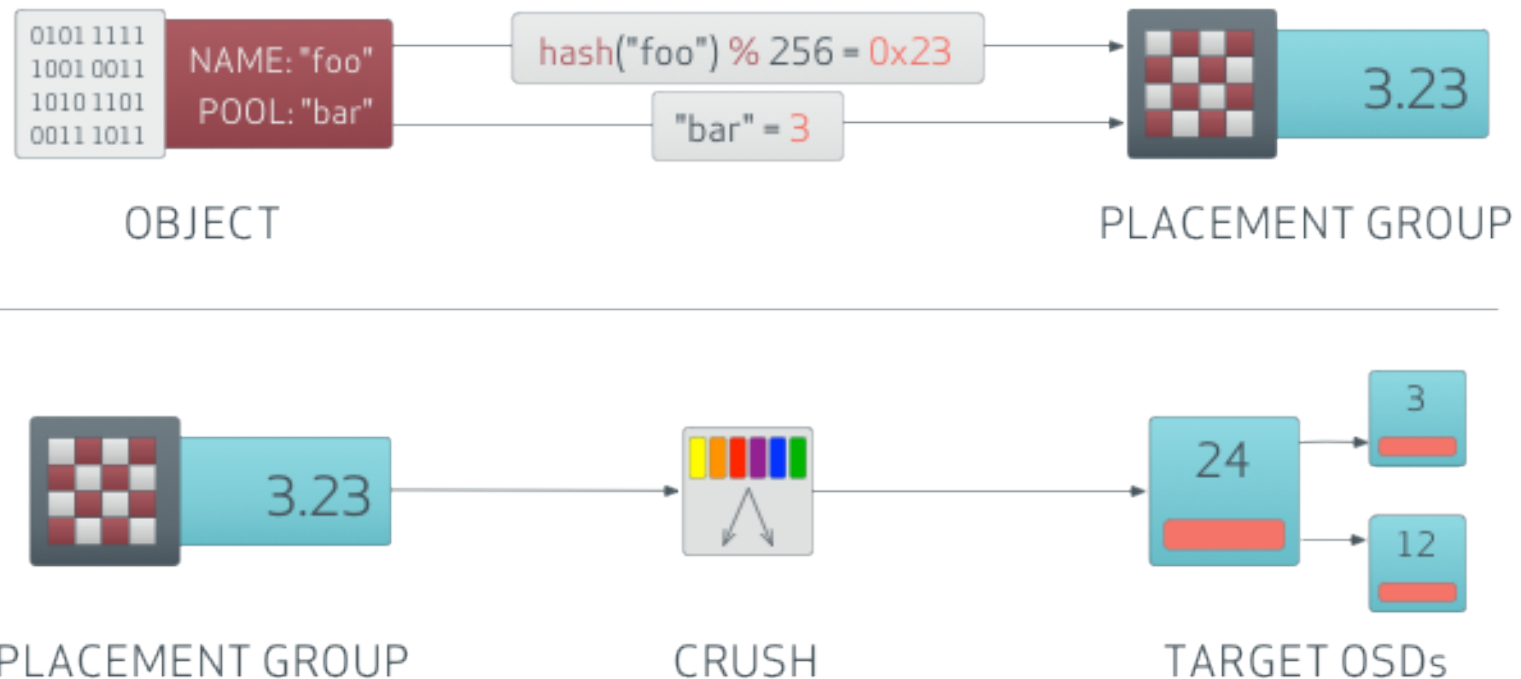 0101 1111
1001 0011
1010 1101
0011 1011
NAME: "foo"
POOL: "bar"
hash("foo") % 256 = 0x23
"bar" = 3
3.23
OBJECT
PLACEMENT GROUP
3.23
24
3
12
PLACEMENT GROUP
CRUSH
TARGET OSDs